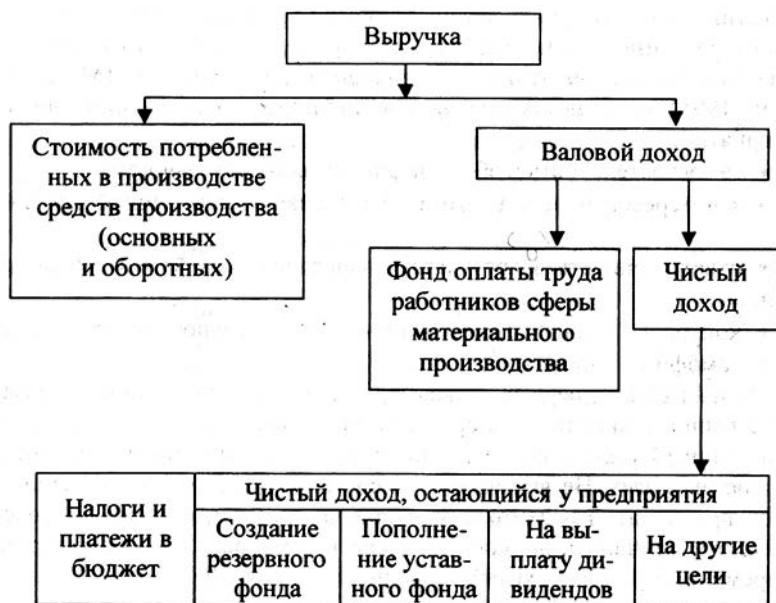 Выручка
Стоимость потреблен-
ных в производстве
средств производства
(основных
и оборотных)
Валовой доход
Фонд оплаты труда
работников сферы
материального
производства
Чистый
доход
Налоги и
платежи в
бюджет
Чистый доход, остающийся у предприятия
Создание
резервного
фонда
Пополне-
ние устав-
ного фонда
На вы-
плату ди-
видендов
На другие
цели